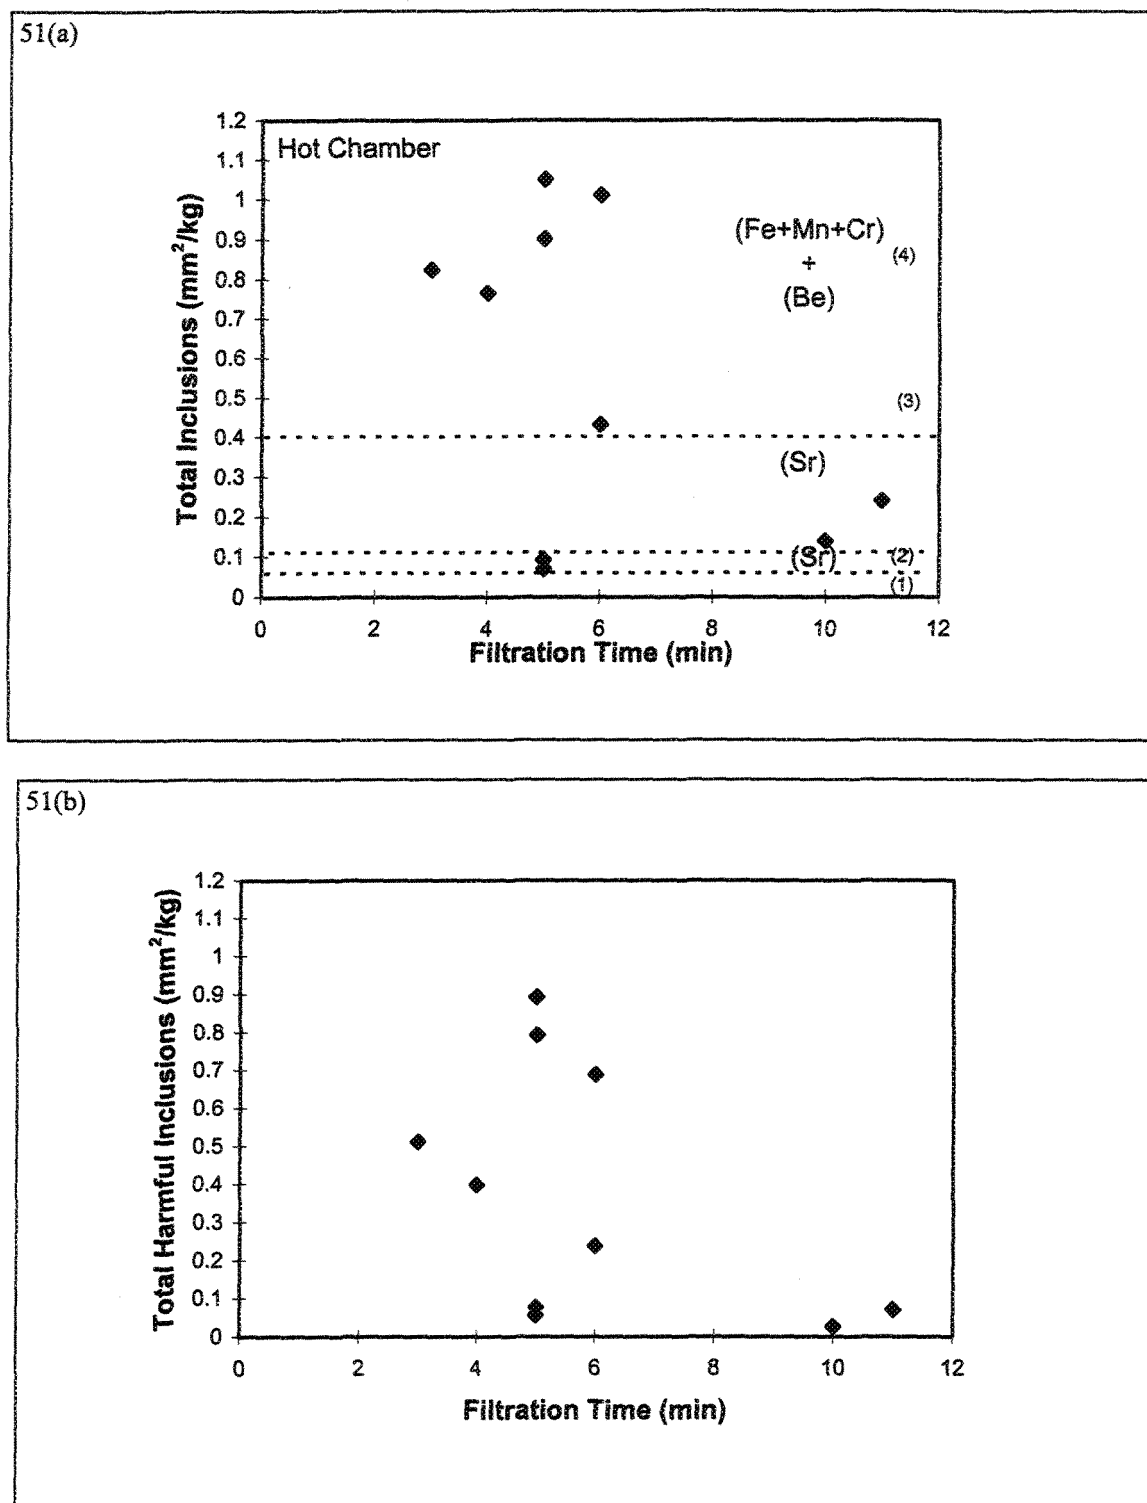 51(a)
Hot Chamber
Total Inclusions (mm²/kg)
1.2
1.1
1
0.9
0.8
0.7
0.6
0.5
0.4
0.3
0.2
0.1
0
(Fe+Mn+Cr)
+
(Be)
(4)
(3)
(Sr)
(Sr)
(2)
(1)
0 2 4 6 8 10 12
Filtration Time (min)
51(b)
Total Harmful Inclusions (mm²/kg)
1.2
1.1
1
0.9
0.8
0.7
0.6
0.5
0.4
0.3
0.2
0.1
0
0 2 4 6 8 10 12
Filtration Time (min)